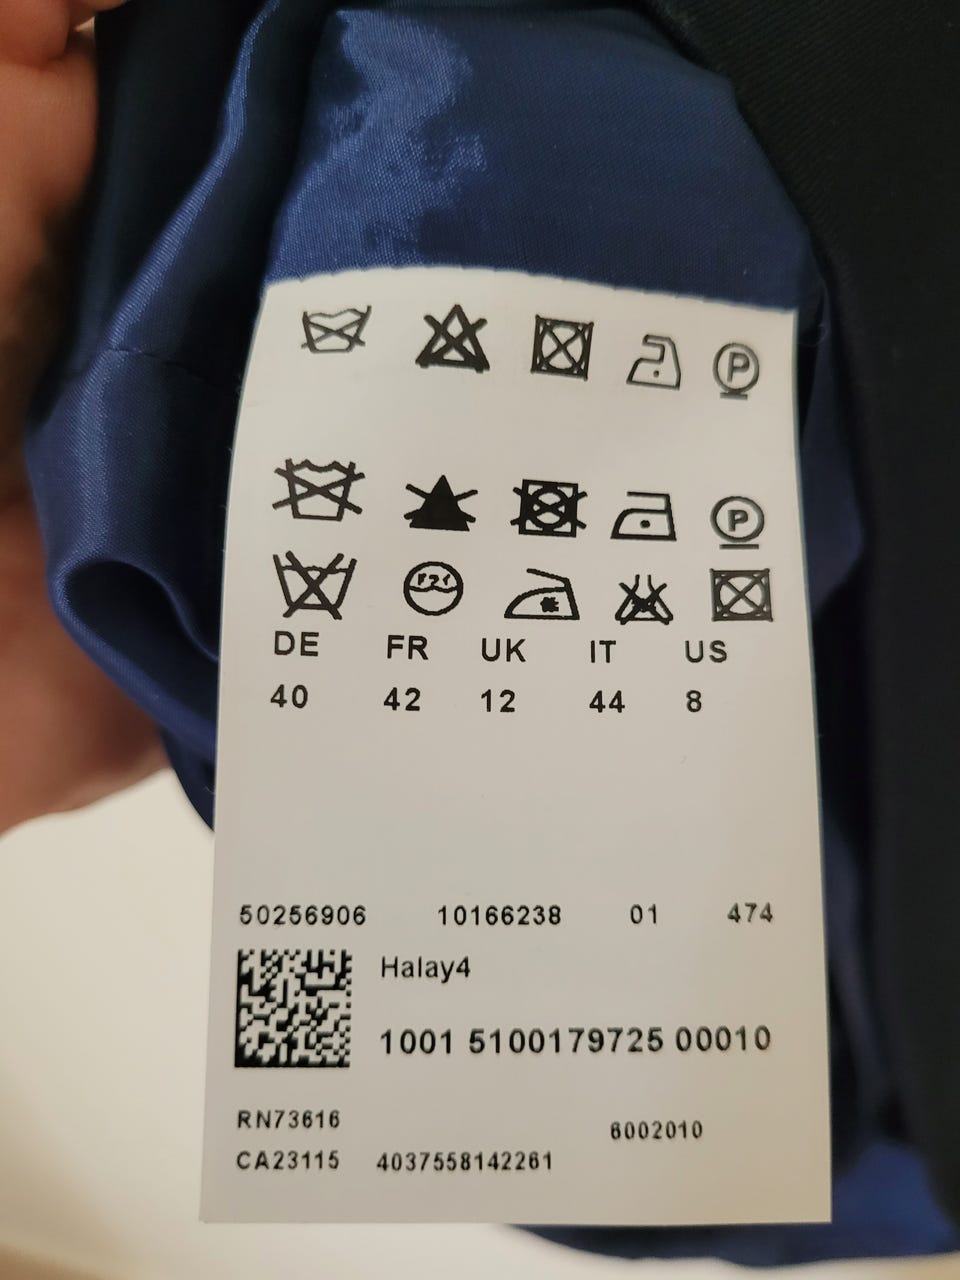 P
P
DE FR UK IT US
40 42 12 44 8
50256906 10166238 01 474
Halay4
1001 5100179725 00010
RN73616 6002010
CA23115 4037558142261